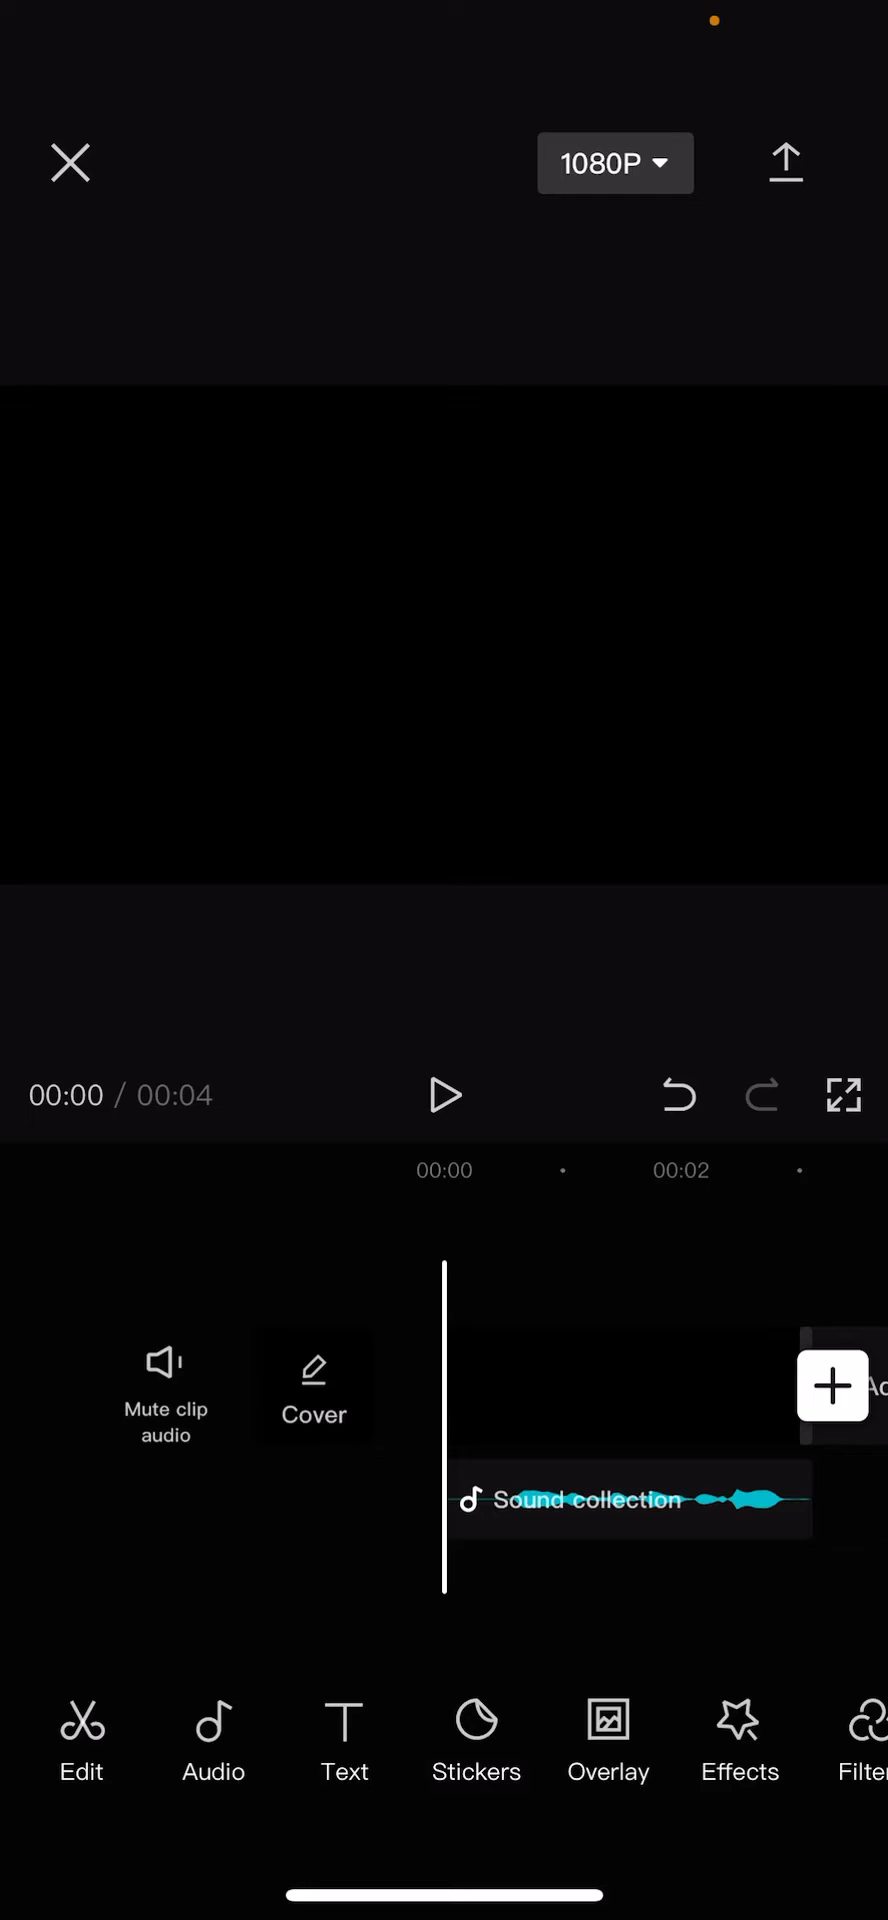 1080P
00:00 / 00:04
00:00
00:02
Mute clip
audio
Cover
Sound collection
Edit
Audio
Text
Stickers
Overlay
Effects